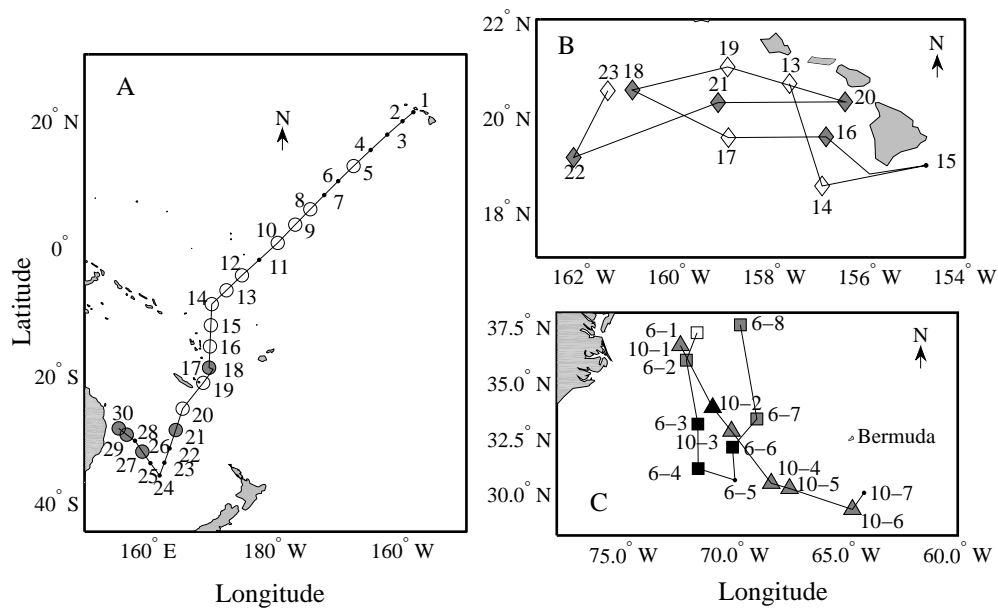 A
N
20° N
0°
20° S
40° S
160° E
180° W
160° W
Latitude
Longitude
1
2
3
4
5
6
7
8
9
10
11
12
13
14
15
16
17
18
19
20
21
22
23
24
25
26
27
28
29
30
B
N
22° N
20° N
18° N
162° W
160° W
158° W
156° W
154° W
23
18
19
13
21
20
16
17
22
14
15
C
N
37.5° N
35.0° N
32.5° N
30.0° N
75.0° W
70.0° W
65.0° W
60.0° W
Longitude
Bermuda
6–1
6–8
10–1
6–2
10–2
6–3
6–7
10–3
6–6
6–4
6–5
10–4
10–5
10–7
10–6